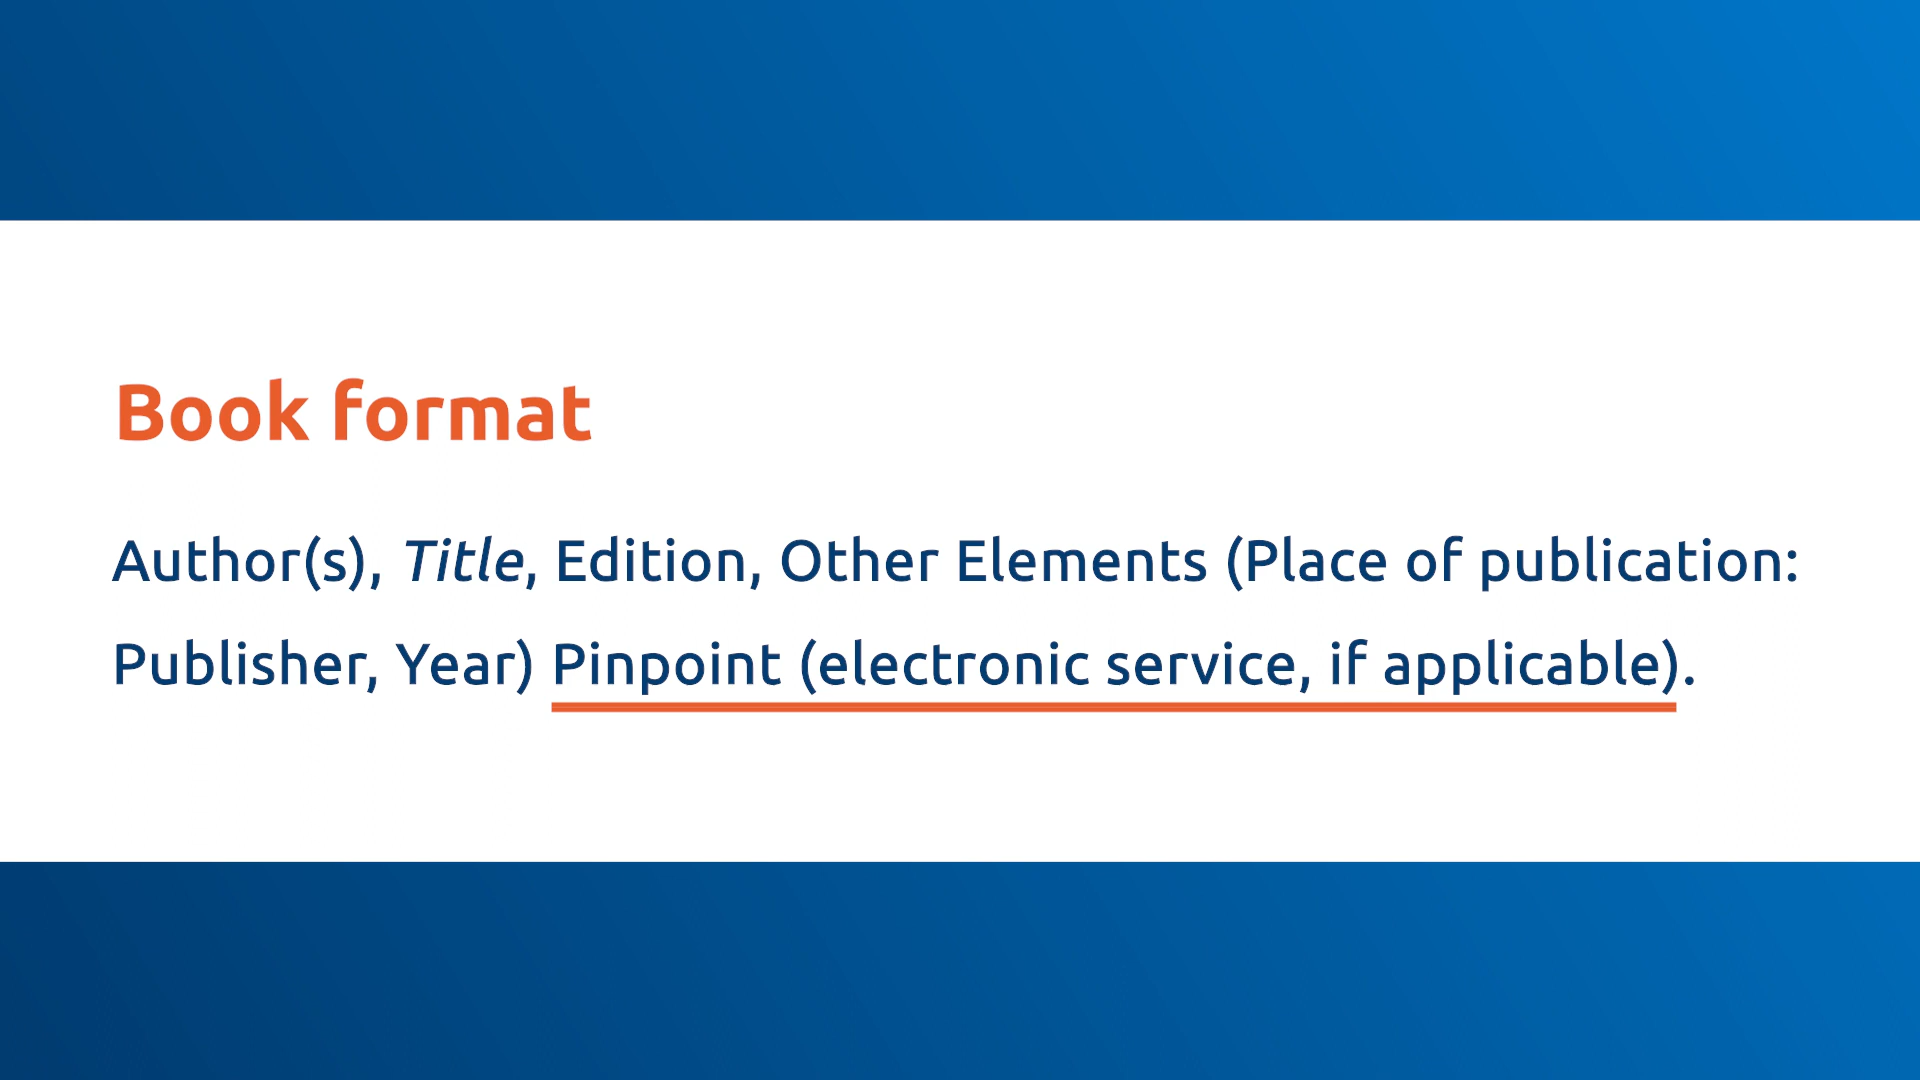 Book format
Author(s), Title, Edition, Other Elements (Place of publication:
Publisher, Year) Pinpoint (electronic service, if applicable).